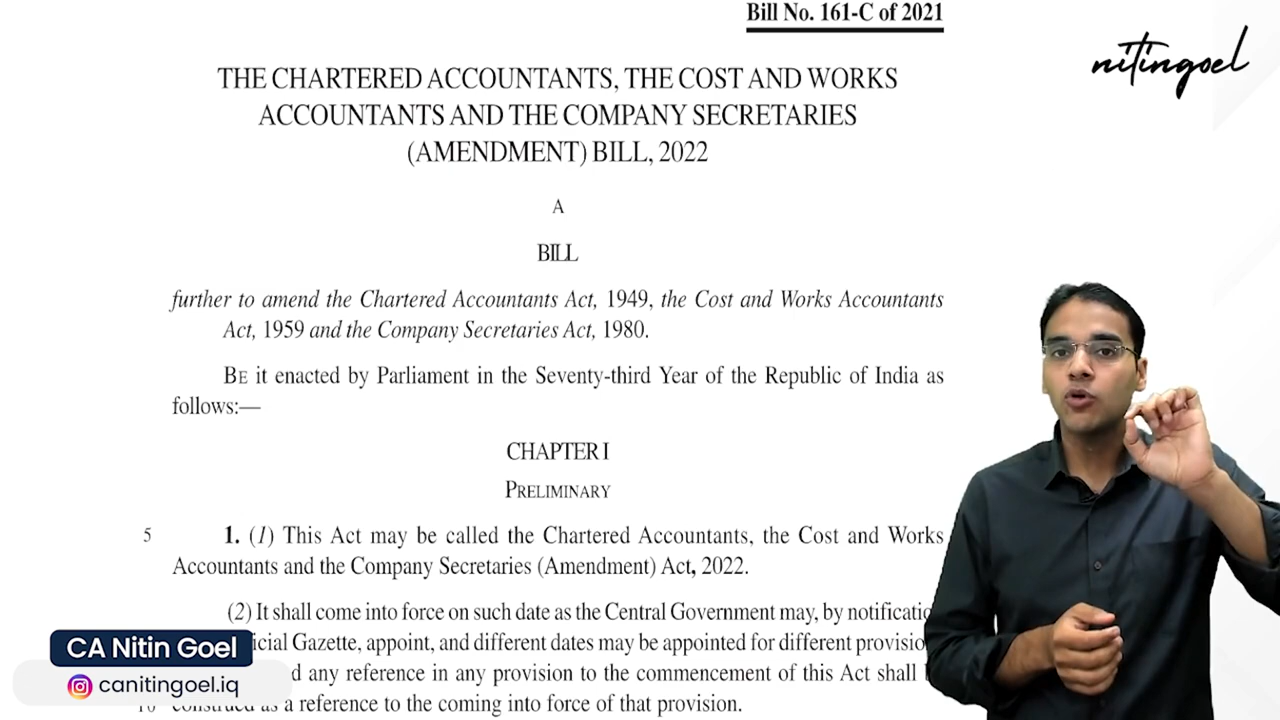 Bill No. 161-C of 2021
nitingoel
THE CHARTERED ACCOUNTANTS, THE COST AND WORKS
ACCOUNTANTS AND THE COMPANY SECRETARIES
(AMENDMENT) BILL, 2022
A
BILL
further to amend the Chartered Accountants Act, 1949, the Cost and Works Accountants
Act, 1959 and the Company Secretaries Act, 1980.
BE it enacted by Parliament in the Seventy-third Year of the Republic of India as
follows:—
CHAPTER I
PRELIMINARY
5 1. (1) This Act may be called the Chartered Accountants, the Cost and Works
Accountants and the Company Secretaries (Amendment) Act, 2022.
(2) It shall come into force on such date as the Central Government may, by
Gazette, appoint, and different dates may be appointed for different
any reference in any provision to the commencement of this Act shall
a reference to the coming into force of that provision.
CA Nitin Goel
canitingoel.iq